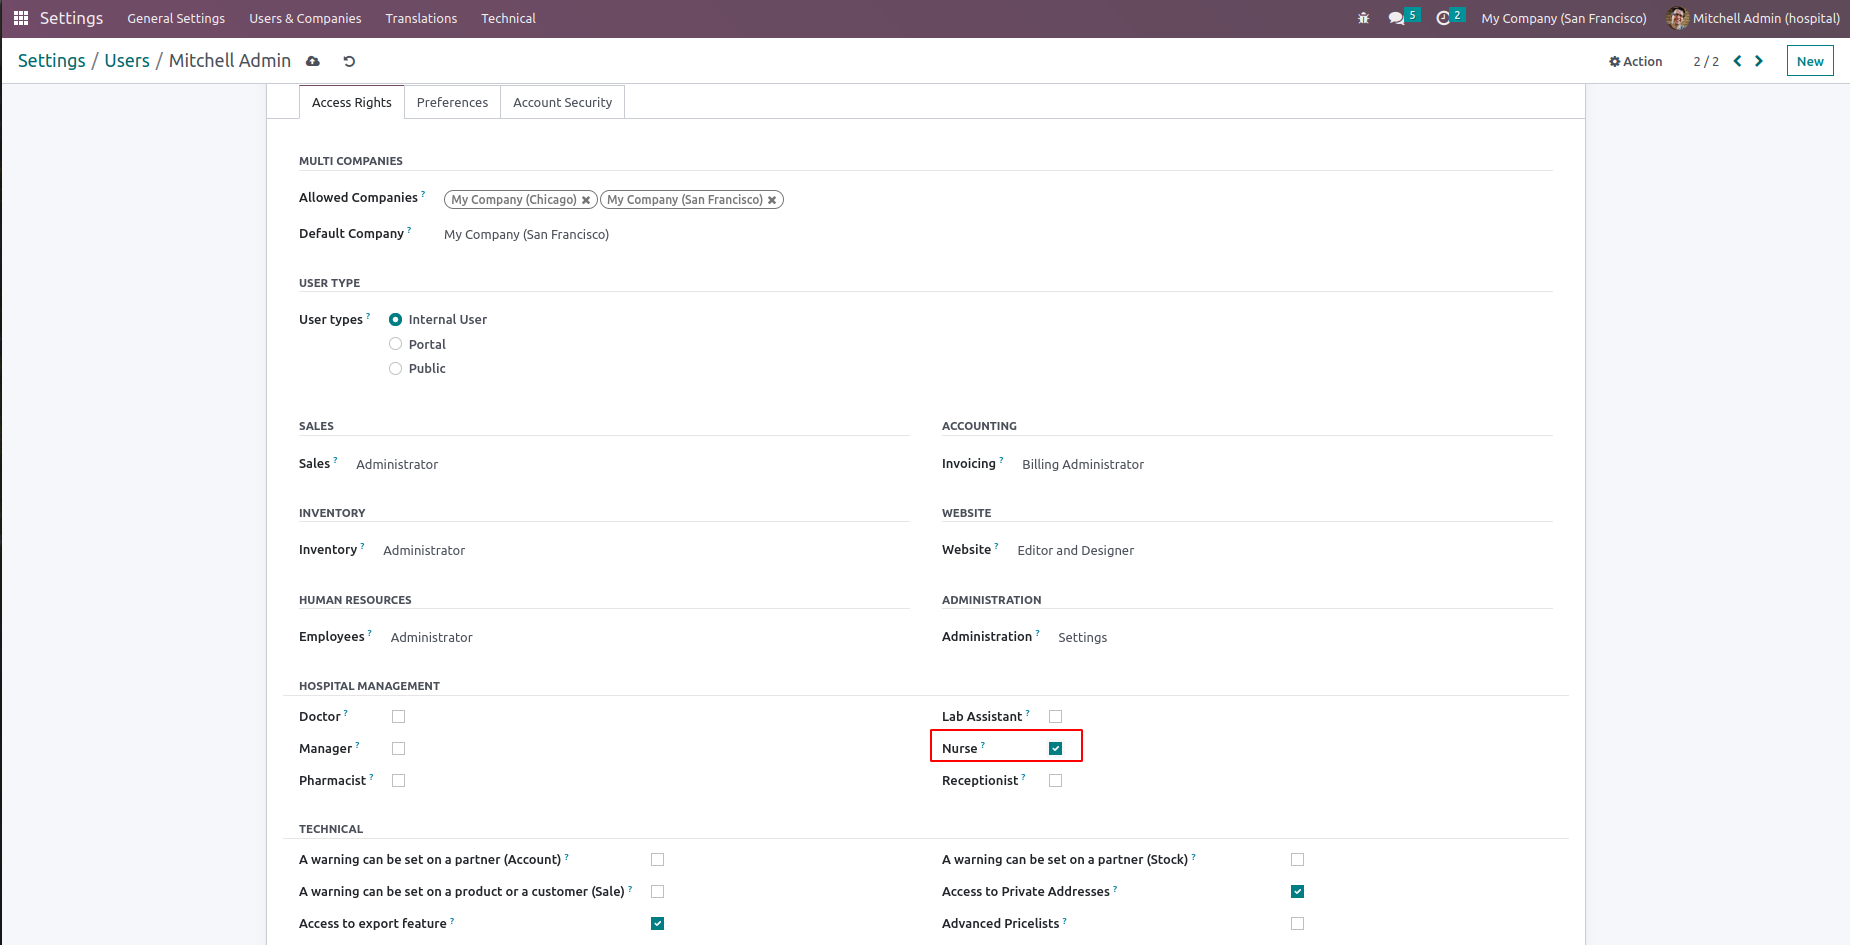 Settings General Settings Users & Companies Translations Technical 5 2 My Company (San Francisco) Mitchell Admin (hospital)
Settings / Users / Mitchell Admin Action 2 / 2 New
Access Rights Preferences Account Security
MULTI COMPANIES
Allowed Companies ? My Company (Chicago) My Company (San Francisco)
Default Company ? My Company (San Francisco)
USER TYPE
User types ? Internal User
Portal
Public
SALES ACCOUNTING
Sales ? Administrator Invoicing ? Billing Administrator
INVENTORY WEBSITE
Inventory ? Administrator Website ? Editor and Designer
HUMAN RESOURCES ADMINISTRATION
Employees ? Administrator Administration ? Settings
HOSPITAL MANAGEMENT
Doctor ? Lab Assistant ?
Manager ? Nurse ?
Pharmacist ? Receptionist ?
TECHNICAL
A warning can be set on a partner (Account) ? A warning can be set on a partner (Stock) ?
A warning can be set on a product or a customer (Sale) ? Access to Private Addresses ?
Access to export feature ? Advanced Pricelists ?